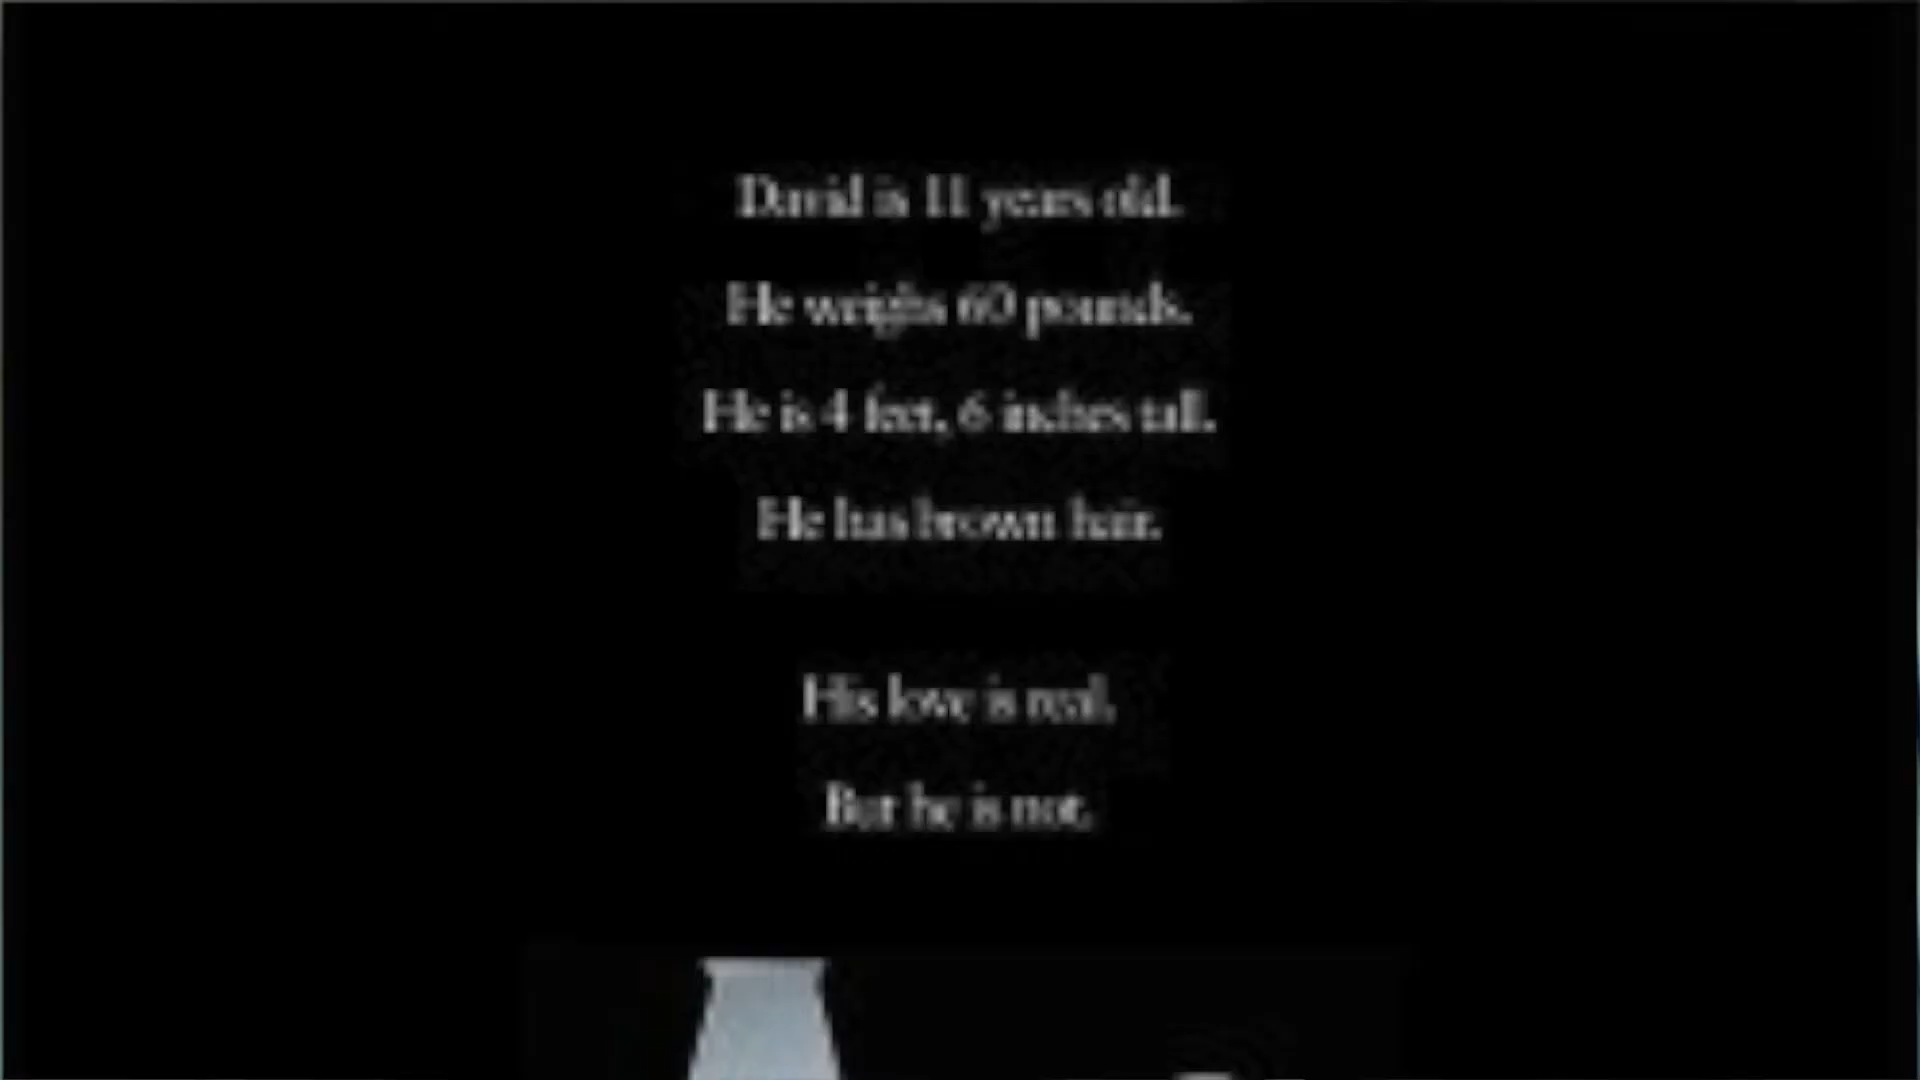 David is 11 years old.
He weighs 60 pounds.
He is 4 feet, 6 inches tall.
He has brown hair.
His love is real.
But he is not.